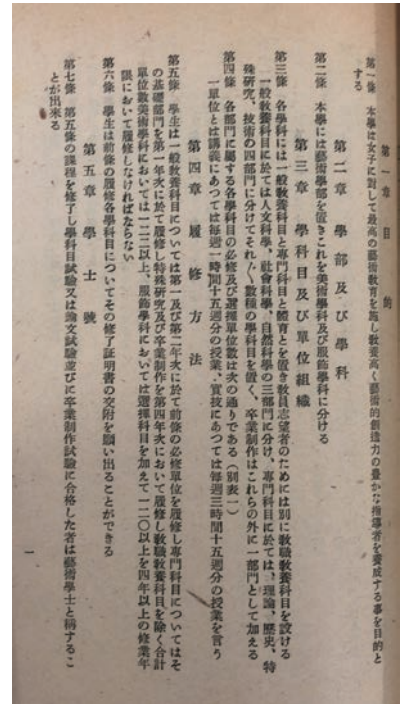 第一章 目的
第一條 本學は女子に対して最高の藝術教育を施し教養高く藝術的創造力の豊かな指導者を養成する事を目的と
する
第二章 學部及び學科
第二條 本學には藝術學部を置きこれを美術學科及び服飾學科に分ける
第三章 學科目及び單位組織
第三條 各學科には一般教養科目と專門科目と體育とを置き教員志望者のためには別に教職教養科目を設ける
一般教養科目に於ては人文科學、社會科學、自然科學の三部門に分け、專門科目に於ては、理論、歷史、特
殊研究、技術の四部門に分けてそれ〴〵數種の學科目を置く、卒業制作はこれらの外に一部門として加える
第四條 各部門に屬する各學科目の必修及び選擇單位數は次の通りである（別表一）
一單位とは講義にあつては毎週一時間十五週分の授業、實技にあつては毎週三時間十五週分の授業を言う
第四章 履修方法
第五條 學生は一般教養科目については第一及び第二年次に於て前條の必修單位を履修し專門科目についてはそ
の基礎部門を第一年次に於て履修し特殊研究及び卒業制作を第四年次において履修し教職教養科目を除く合計
單位數美術學科においては一二二以上、服飾學科においては選擇科目を加えて一二〇以上を四年以上の修業年
限において履修しなければならない
第六條 學生は前條の履修各學科目についてその修了証明書の交附を願い出ることができる
第五章 學士號
第七條 第五條の課程を修了し學科目試驗又は論文試驗並びに卒業制作試驗に合格した者は藝術學士と稱するこ
とが出來る
一